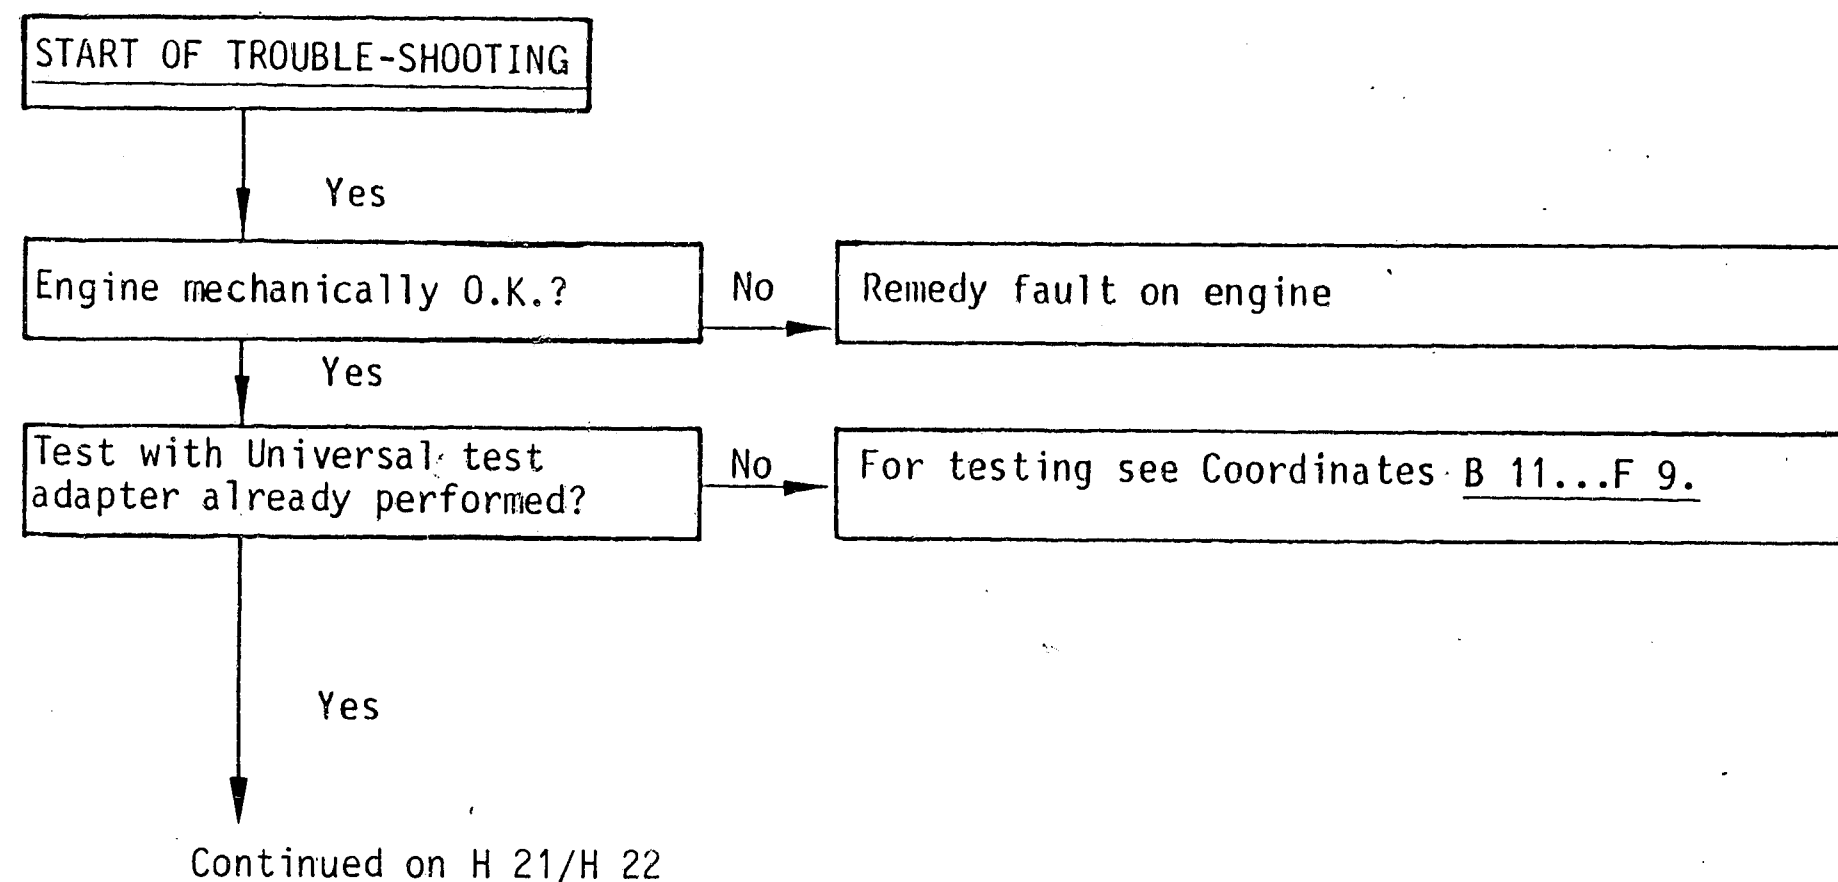 START OF TROUBLE-SHOOTING
Yes
Engine mechanically O.K.?
No
Remedy fault on engine
Yes
Test with Universal test
adapter already performed?
No
For testing see Coordinates B 11...F 9.
Yes
Continued on H 21/H 22